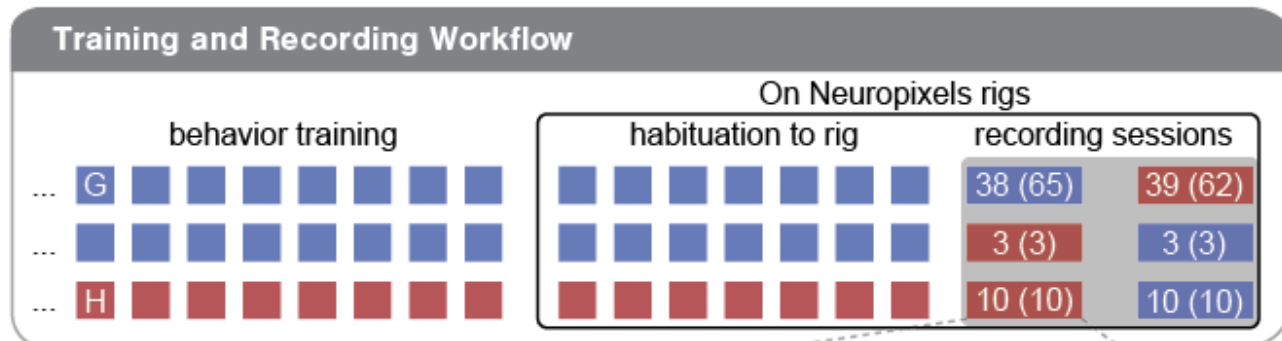 Training and Recording Workflow
On Neuropixels rigs
behavior training habituation to rig recording sessions
... G 38 (65) 39 (62)
... 3 (3) 3 (3)
... H 10 (10) 10 (10)